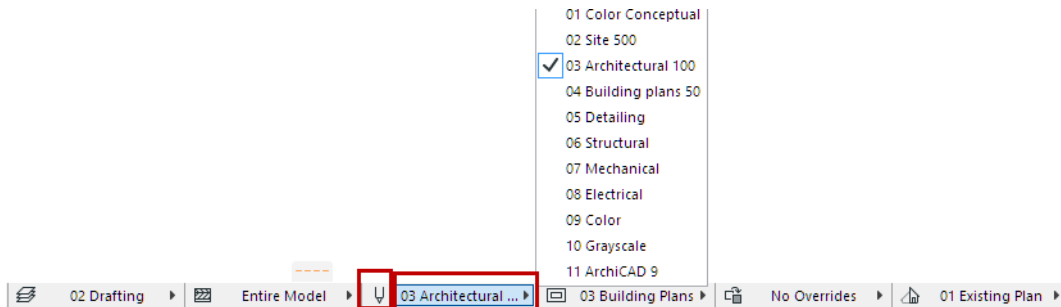 01 Color Conceptual
02 Site 500
03 Architectural 100
04 Building plans 50
05 Detailing
06 Structural
07 Mechanical
08 Electrical
09 Color
10 Grayscale
11 ArchiCAD 9
02 Drafting Entire Model 03 Architectural ... 03 Building Plans No Overrides 01 Existing Plan